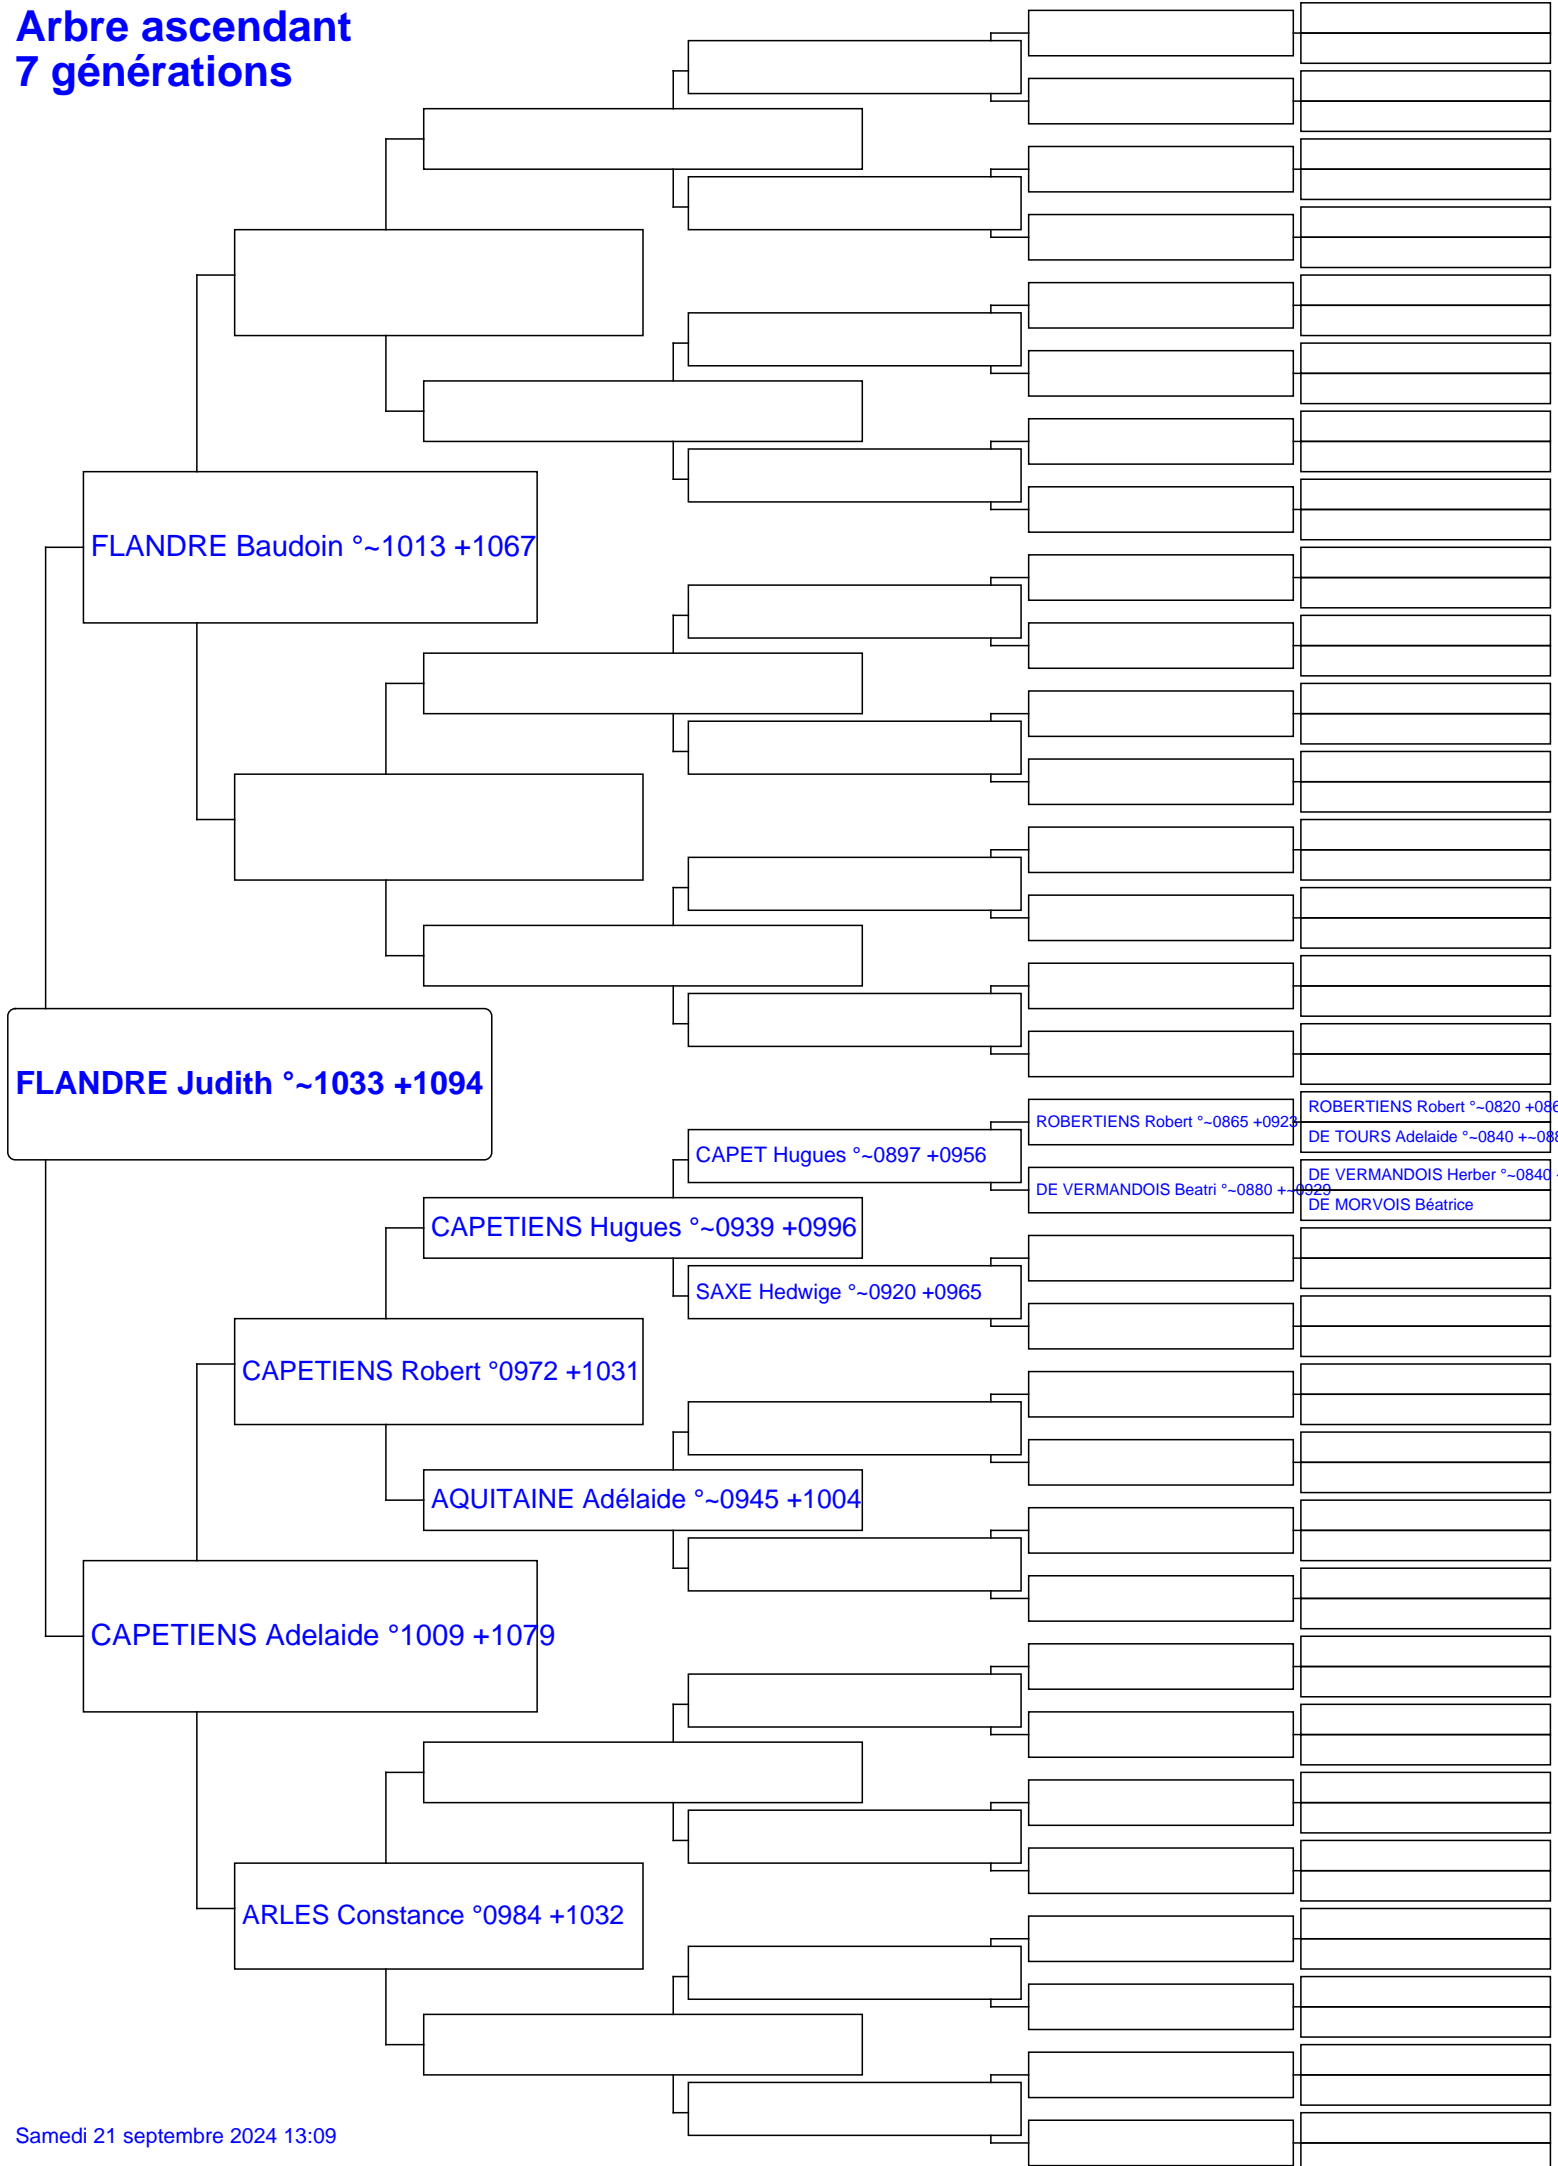 Arbre ascendant
7 générations
FLANDRE Baudoin °~1013 +1067
FLANDRE Judith °~1033 +1094
ROBERTIENS Robert °~0820 +086
ROBERTIENS Robert °~0865 +0923
DE TOURS Adelaide °~0840 +~088
CAPET Hugues °~0897 +0956
DE VERMANDOIS Herber °~0840 +
DE VERMANDOIS Beatri °~0880 +~0929
DE MORVOIS Béatrice
CAPETIENS Hugues °~0939 +0996
SAXE Hedwige °~0920 +0965
CAPETIENS Robert °0972 +1031
AQUITAINE Adélaide °~0945 +1004
CAPETIENS Adelaide °1009 +1079
ARLES Constance °0984 +1032
Samedi 21 septembre 2024 13:09